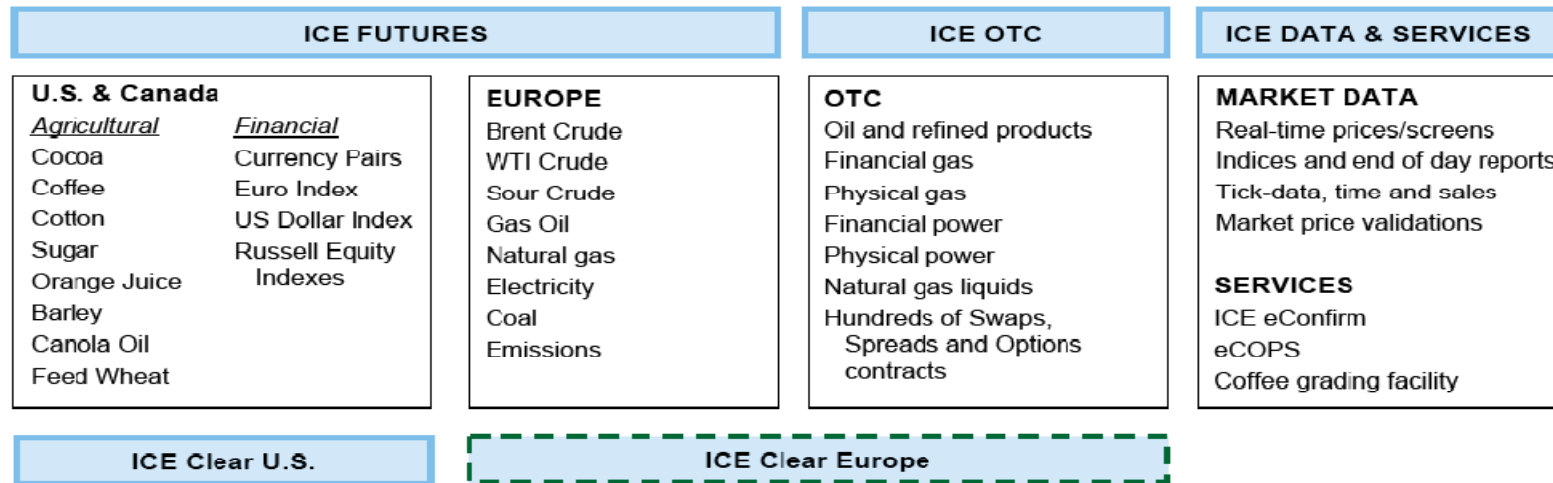 ICE FUTURES
ICE OTC
ICE DATA & SERVICES
U.S. & Canada
Agricultural
Cocoa
Coffee
Cotton
Sugar
Orange Juice
Barley
Canola Oil
Feed Wheat
Financial
Currency Pairs
Euro Index
US Dollar Index
Russell Equity
Indexes
EUROPE
Brent Crude
WTI Crude
Sour Crude
Gas Oil
Natural gas
Electricity
Coal
Emissions
OTC
Oil and refined products
Financial gas
Physical gas
Financial power
Physical power
Natural gas liquids
Hundreds of Swaps,
Spreads and Options
contracts
MARKET DATA
Real-time prices/screens
Indices and end of day reports
Tick-data, time and sales
Market price validations
SERVICES
ICE eConfirm
eCOPS
Coffee grading facility
ICE Clear U.S.
ICE Clear Europe